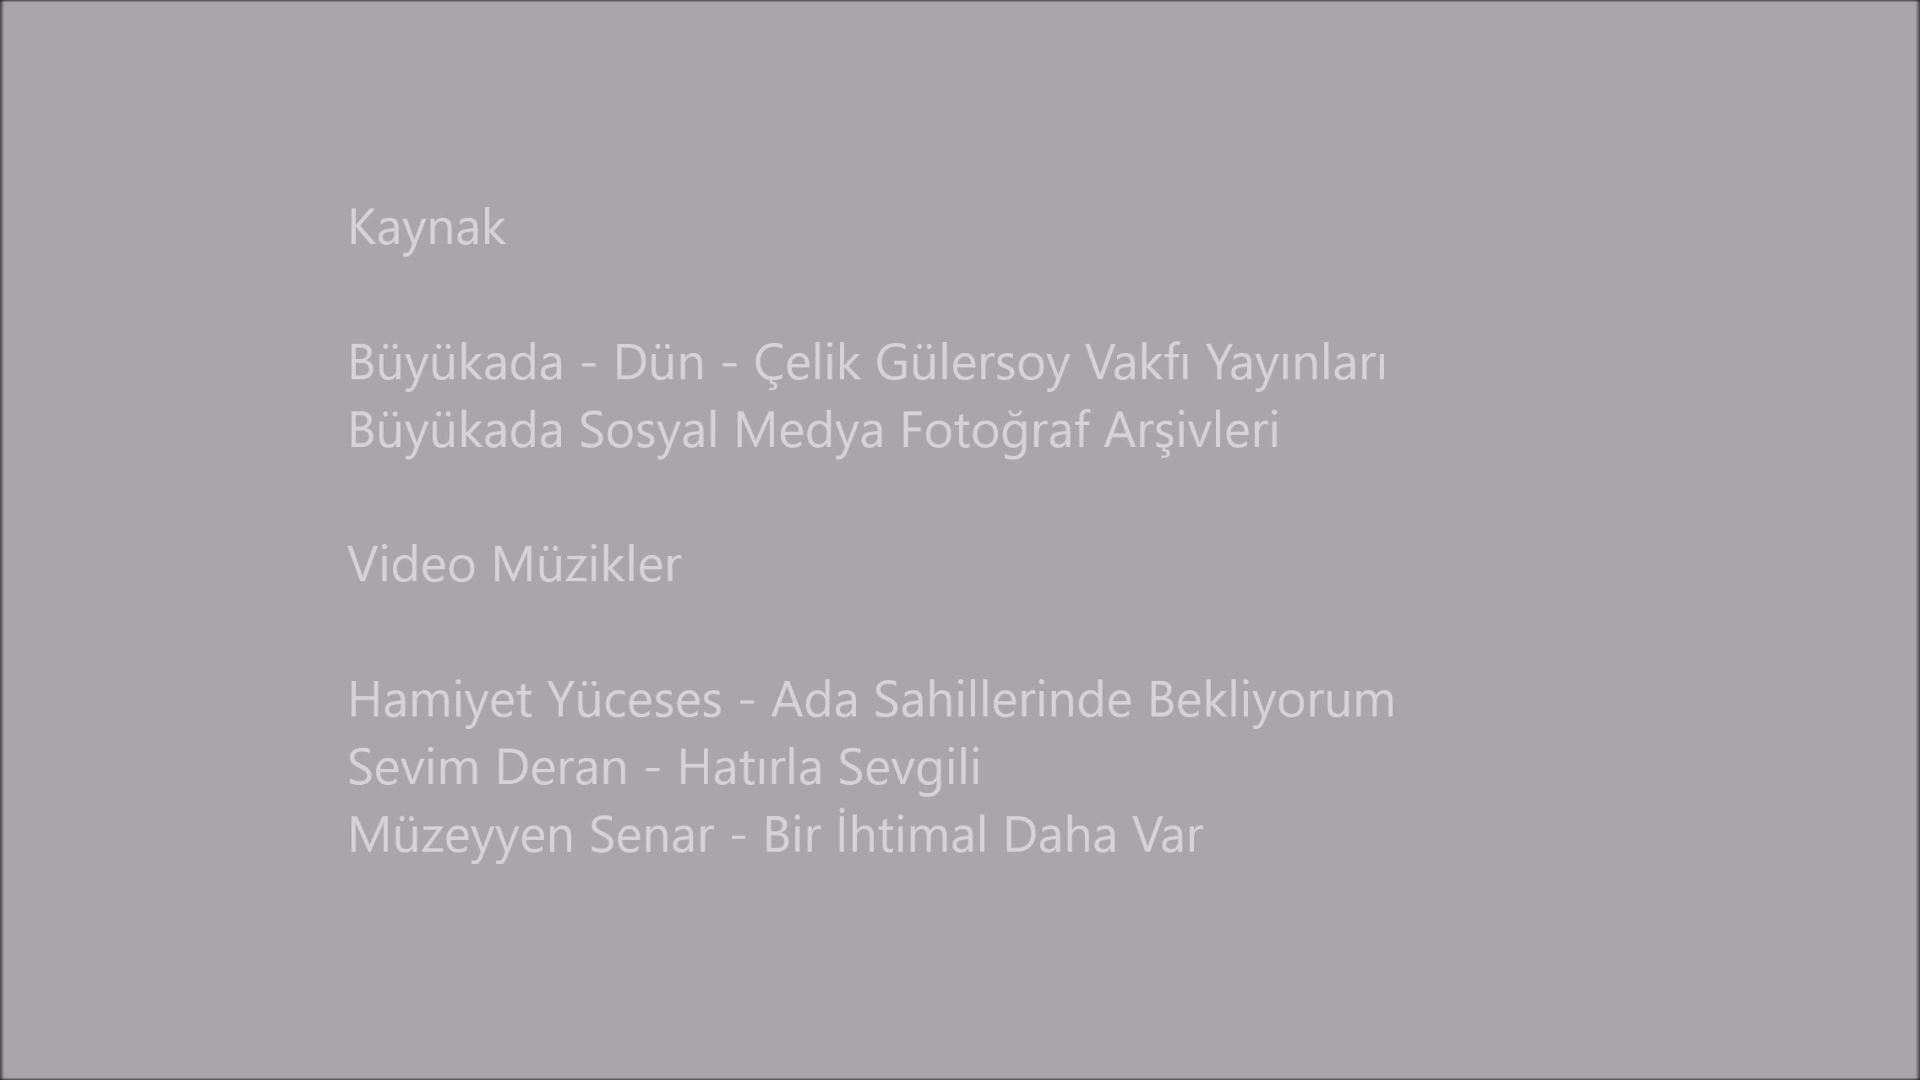 Kaynak
Büyükada - Dün - Çelik Gülersoy Vakfı Yayınları
Büyükada Sosyal Medya Fotoğraf Arşivleri
Video Müzikler
Hamiyet Yüceses - Ada Sahillerinde Bekliyorum
Sevim Deran - Hatırla Sevgili
Müzeyyen Senar - Bir İhtimal Daha Var